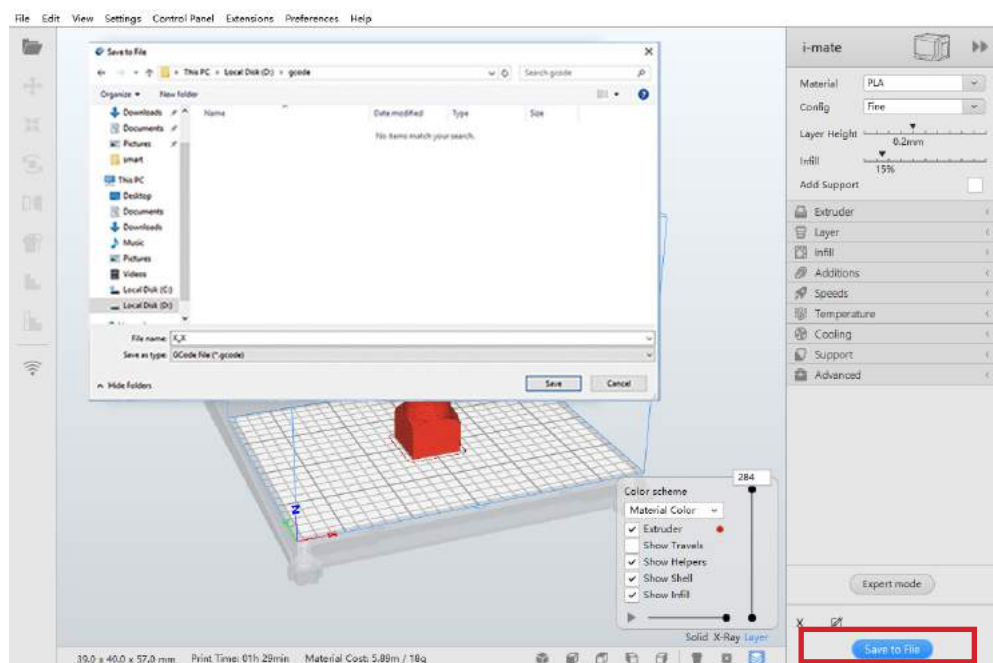 File Edit View Settings Control Panel Extensions Preferences Help
Save to File
This PC › Local Disk (D:) › gcode
Search gcode
Organize New folder
Name Date modified Type Size
No items match your search.
Downloads
Documents
Pictures
smart
This PC
Desktop
Documents
Downloads
Music
Pictures
Videos
Local Disk (C:)
Local Disk (D:)
File name:
Save as type: GCode File (*.gcode)
Hide Folders
Save Cancel
i-mate
Material PLA
Config Fine
Layer Height
0.2mm
Infill
15%
Add Support
Extruder
Layer
Infill
Additions
Speeds
Temperature
Cooling
Support
Advanced
Z
284
Color scheme
Material Color
Extruder
Show Travels
Show Helpers
Show Shell
Show Infill
Solid X-Ray Layer
Expert mode
X
Save to File
39.0 x 40.0 x 57.0 mm Print Time: 01h 29min Material Cost: 5.89m / 18g